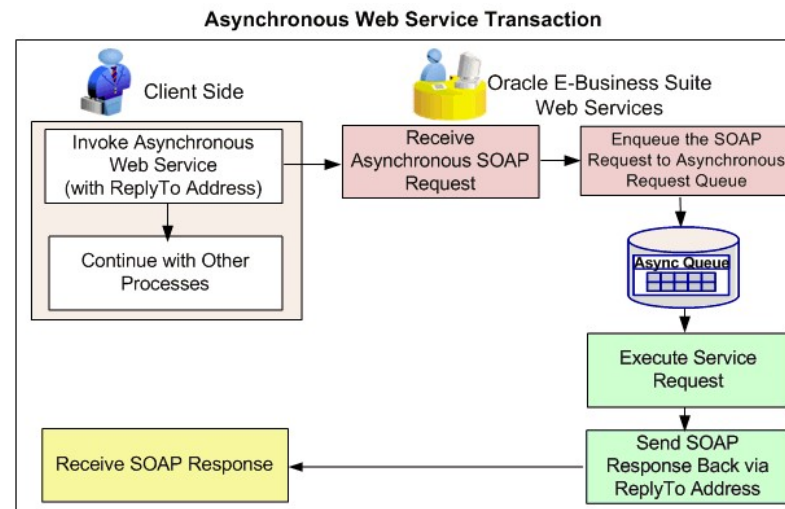 Asynchronous Web Service Transaction
Client Side
Oracle E-Business Suite
Web Services
Invoke Asynchronous
Web Service
(with ReplyTo Address)
Receive
Asynchronous SOAP
Request
Enqueue the SOAP
Request to Asynchronous
Request Queue
Continue with Other
Processes
Async Queue
Execute Service
Request
Send SOAP
Response Back via
ReplyTo Address
Receive SOAP Response